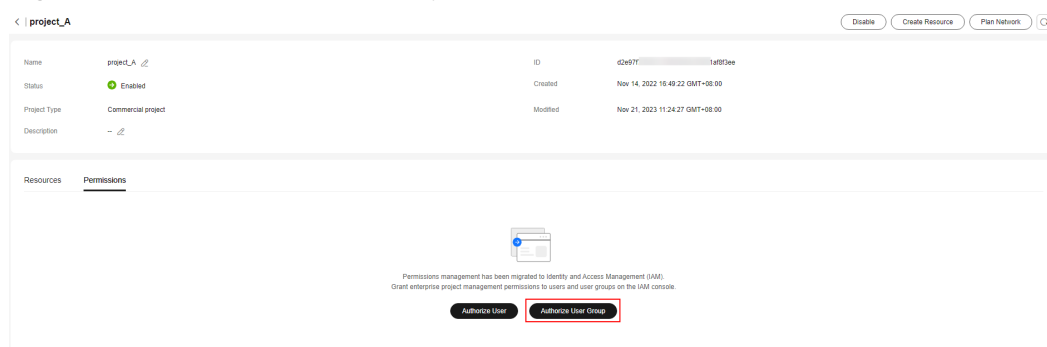 < | project_A
Disable Create Resource Plan Network
Name project_A ID d2e97f 1af8f3ee
Status Enabled Created Nov 14, 2022 16:49:22 GMT+08:00
Project Type Commercial project Modified Nov 21, 2023 11:24:27 GMT+08:00
Description --
Resources Permissions
Permissions management has been migrated to Identity and Access Management (IAM).
Grant enterprise project management permissions to users and user groups on the IAM console.
Authorize User Authorize User Group